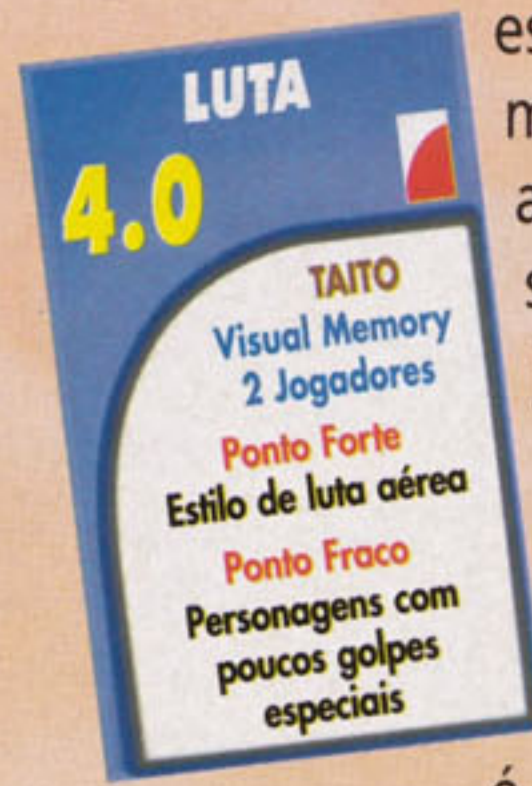 LUTA
4.0
TAITO
Visual Memory
2 Jogadores
Ponto Forte
Estilo de luta aérea
Ponto Fraco
Personagens com
poucos golpes
especiais